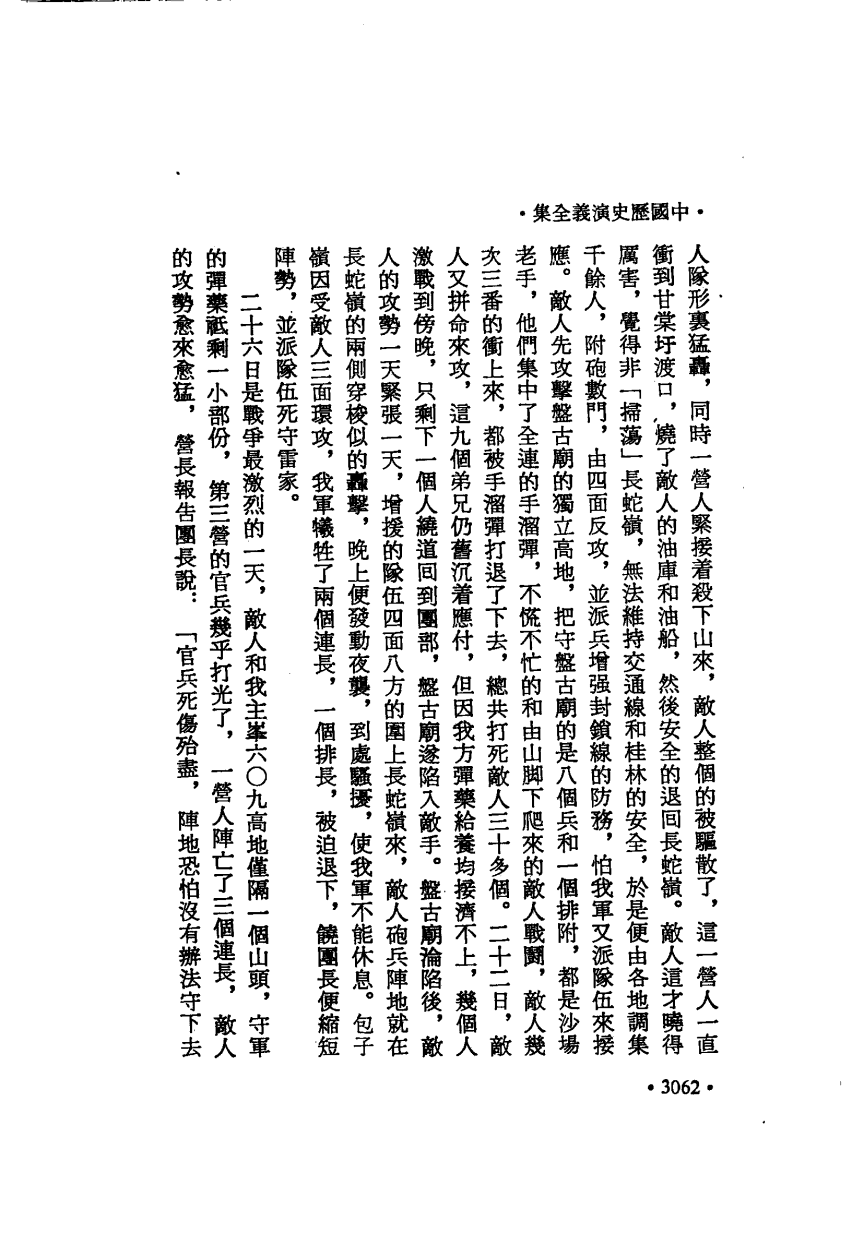 ·中國歷史演義全集·
人隊形裏猛轟，同時一營人緊接着殺下山來，敵人整個的被驅散了，這一營人一直
衝到甘棠圩渡口，燒了敵人的油庫和油船，然後安全的退回長蛇嶺。敵人這才曉得
厲害，覺得非「掃蕩」長蛇嶺，無法維持交通線和桂林的安全，於是便由各地調集
千餘人，附砲數門，由四面反攻，並派兵增强封鎖線的防務，怕我軍又派隊伍來接
應。敵人先攻擊盤古廟的獨立高地，把守盤古廟的是八個兵和一個排附，都是沙場
老手，他們集中了全連的手溜彈，不慌不忙的和由山脚下爬來的敵人戰鬪，敵人幾
次三番的衝上來，都被手溜彈打退了下去，總共打死敵人三十多個。二十二日，敵
人又拼命來攻，這九個弟兄仍舊沉着應付，但因我方彈藥給養均接濟不上，幾個人
激戰到傍晚，只剩下一個人繞道回到團部，盤古廟遂陷入敵手。盤古廟淪陷後，敵
人的攻勢一天緊張一天，增援的隊伍四面八方的圍上長蛇嶺來，敵人砲兵陣地就在
長蛇嶺的兩側穿梭似的轟擊，晚上便發動夜襲，到處騷擾，使我軍不能休息。包子
嶺因受敵人三面環攻，我軍犧牲了兩個連長，一個排長，被迫退下，饒團長便縮短
陣勢，並派隊伍死守雷家。
二十六日是戰爭最激烈的一天，敵人和我主峯六〇九高地僅隔一個山頭，守軍
的彈藥祗剩一小部份，第三營的官兵幾乎打光了，一營人陣亡了三個連長，敵人
的攻勢愈來愈猛，營長報告團長說：「官兵死傷殆盡，陣地恐怕沒有辦法守下去
·3062·